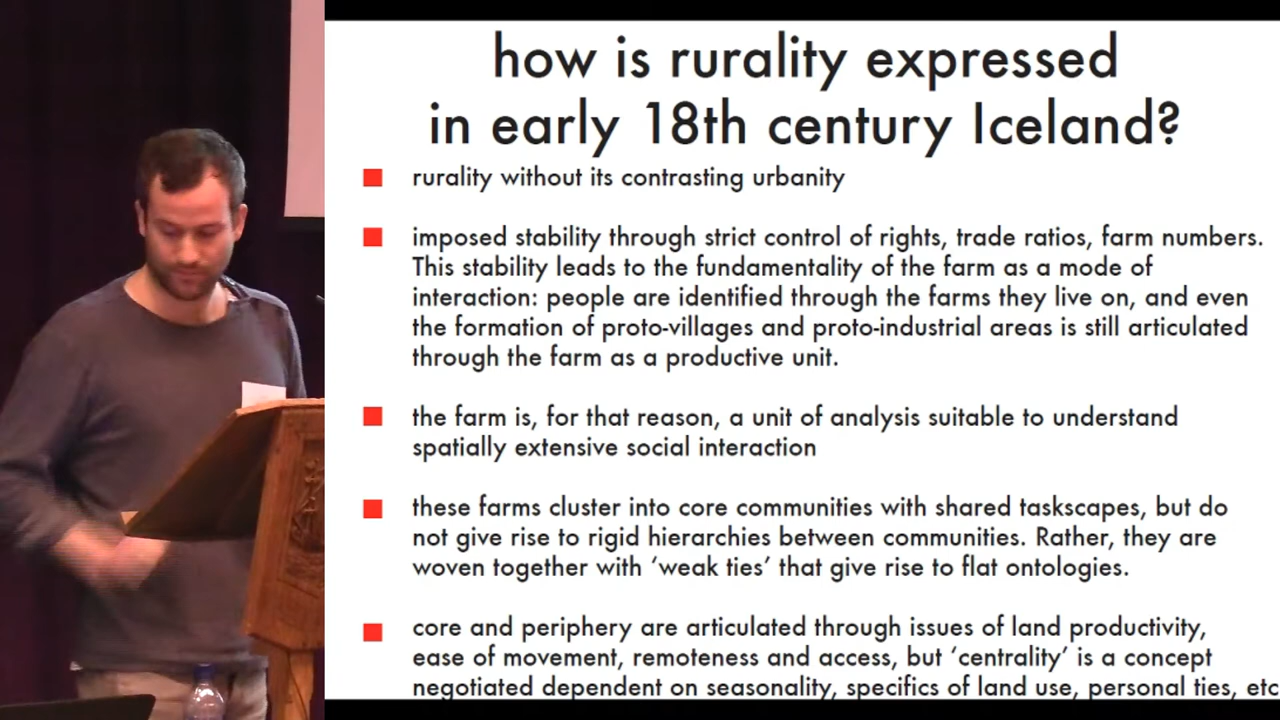 how is rurality expressed
in early 18th century Iceland?
rurality without its contrasting urbanity
imposed stability through strict control of rights, trade ratios, farm numbers.
This stability leads to the fundamentality of the farm as a mode of
interaction: people are identified through the farms they live on, and even
the formation of proto-villages and proto-industrial areas is still articulated
through the farm as a productive unit.
the farm is, for that reason, a unit of analysis suitable to understand
spatially extensive social interaction
these farms cluster into core communities with shared taskscapes, but do
not give rise to rigid hierarchies between communities. Rather, they are
woven together with ‘weak ties’ that give rise to flat ontologies.
core and periphery are articulated through issues of land productivity,
ease of movement, remoteness and access, but ‘centrality’ is a concept
negotiated dependent on seasonality, specifics of land use, personal ties, etc